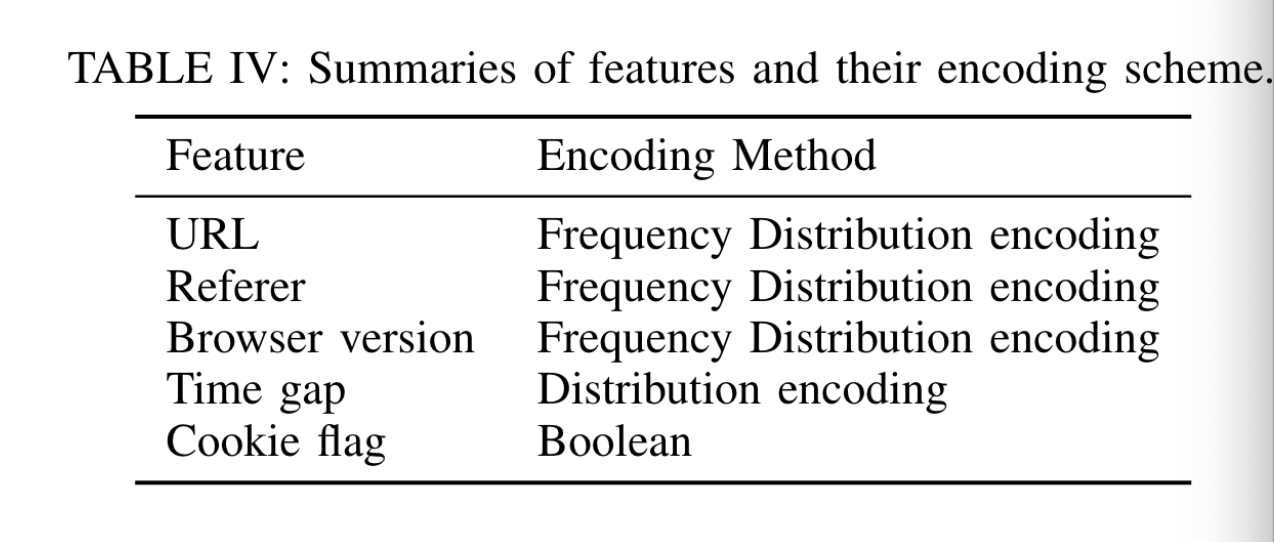 TABLE IV: Summaries of features and their encoding scheme.
Feature Encoding Method
URL Frequency Distribution encoding
Referer Frequency Distribution encoding
Browser version Frequency Distribution encoding
Time gap Distribution encoding
Cookie flag Boolean